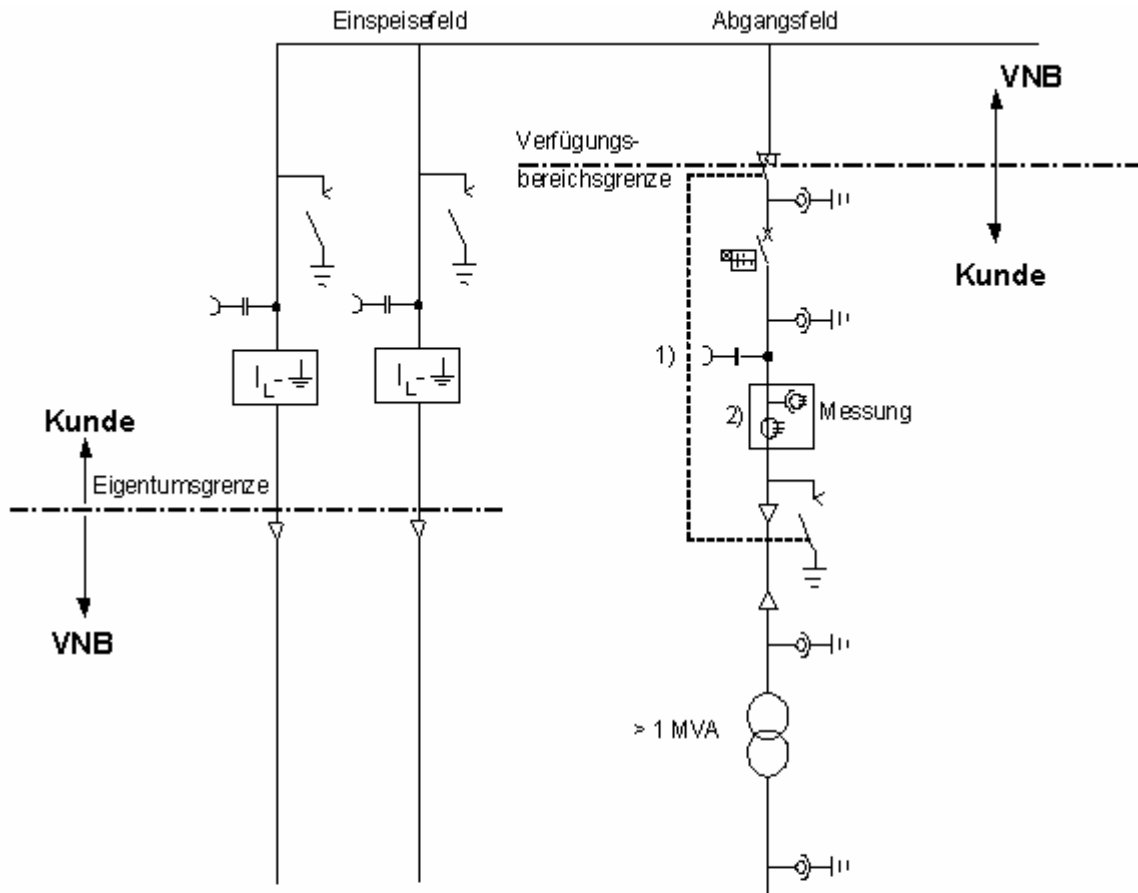 Einspeisefeld
Abgangsfeld
VNB
Verfügungs-
bereichsgrenze
Kunde
1)
I L -
I L -
2)
Messung
Kunde
Eigentumsgrenze
VNB
> 1 MVA